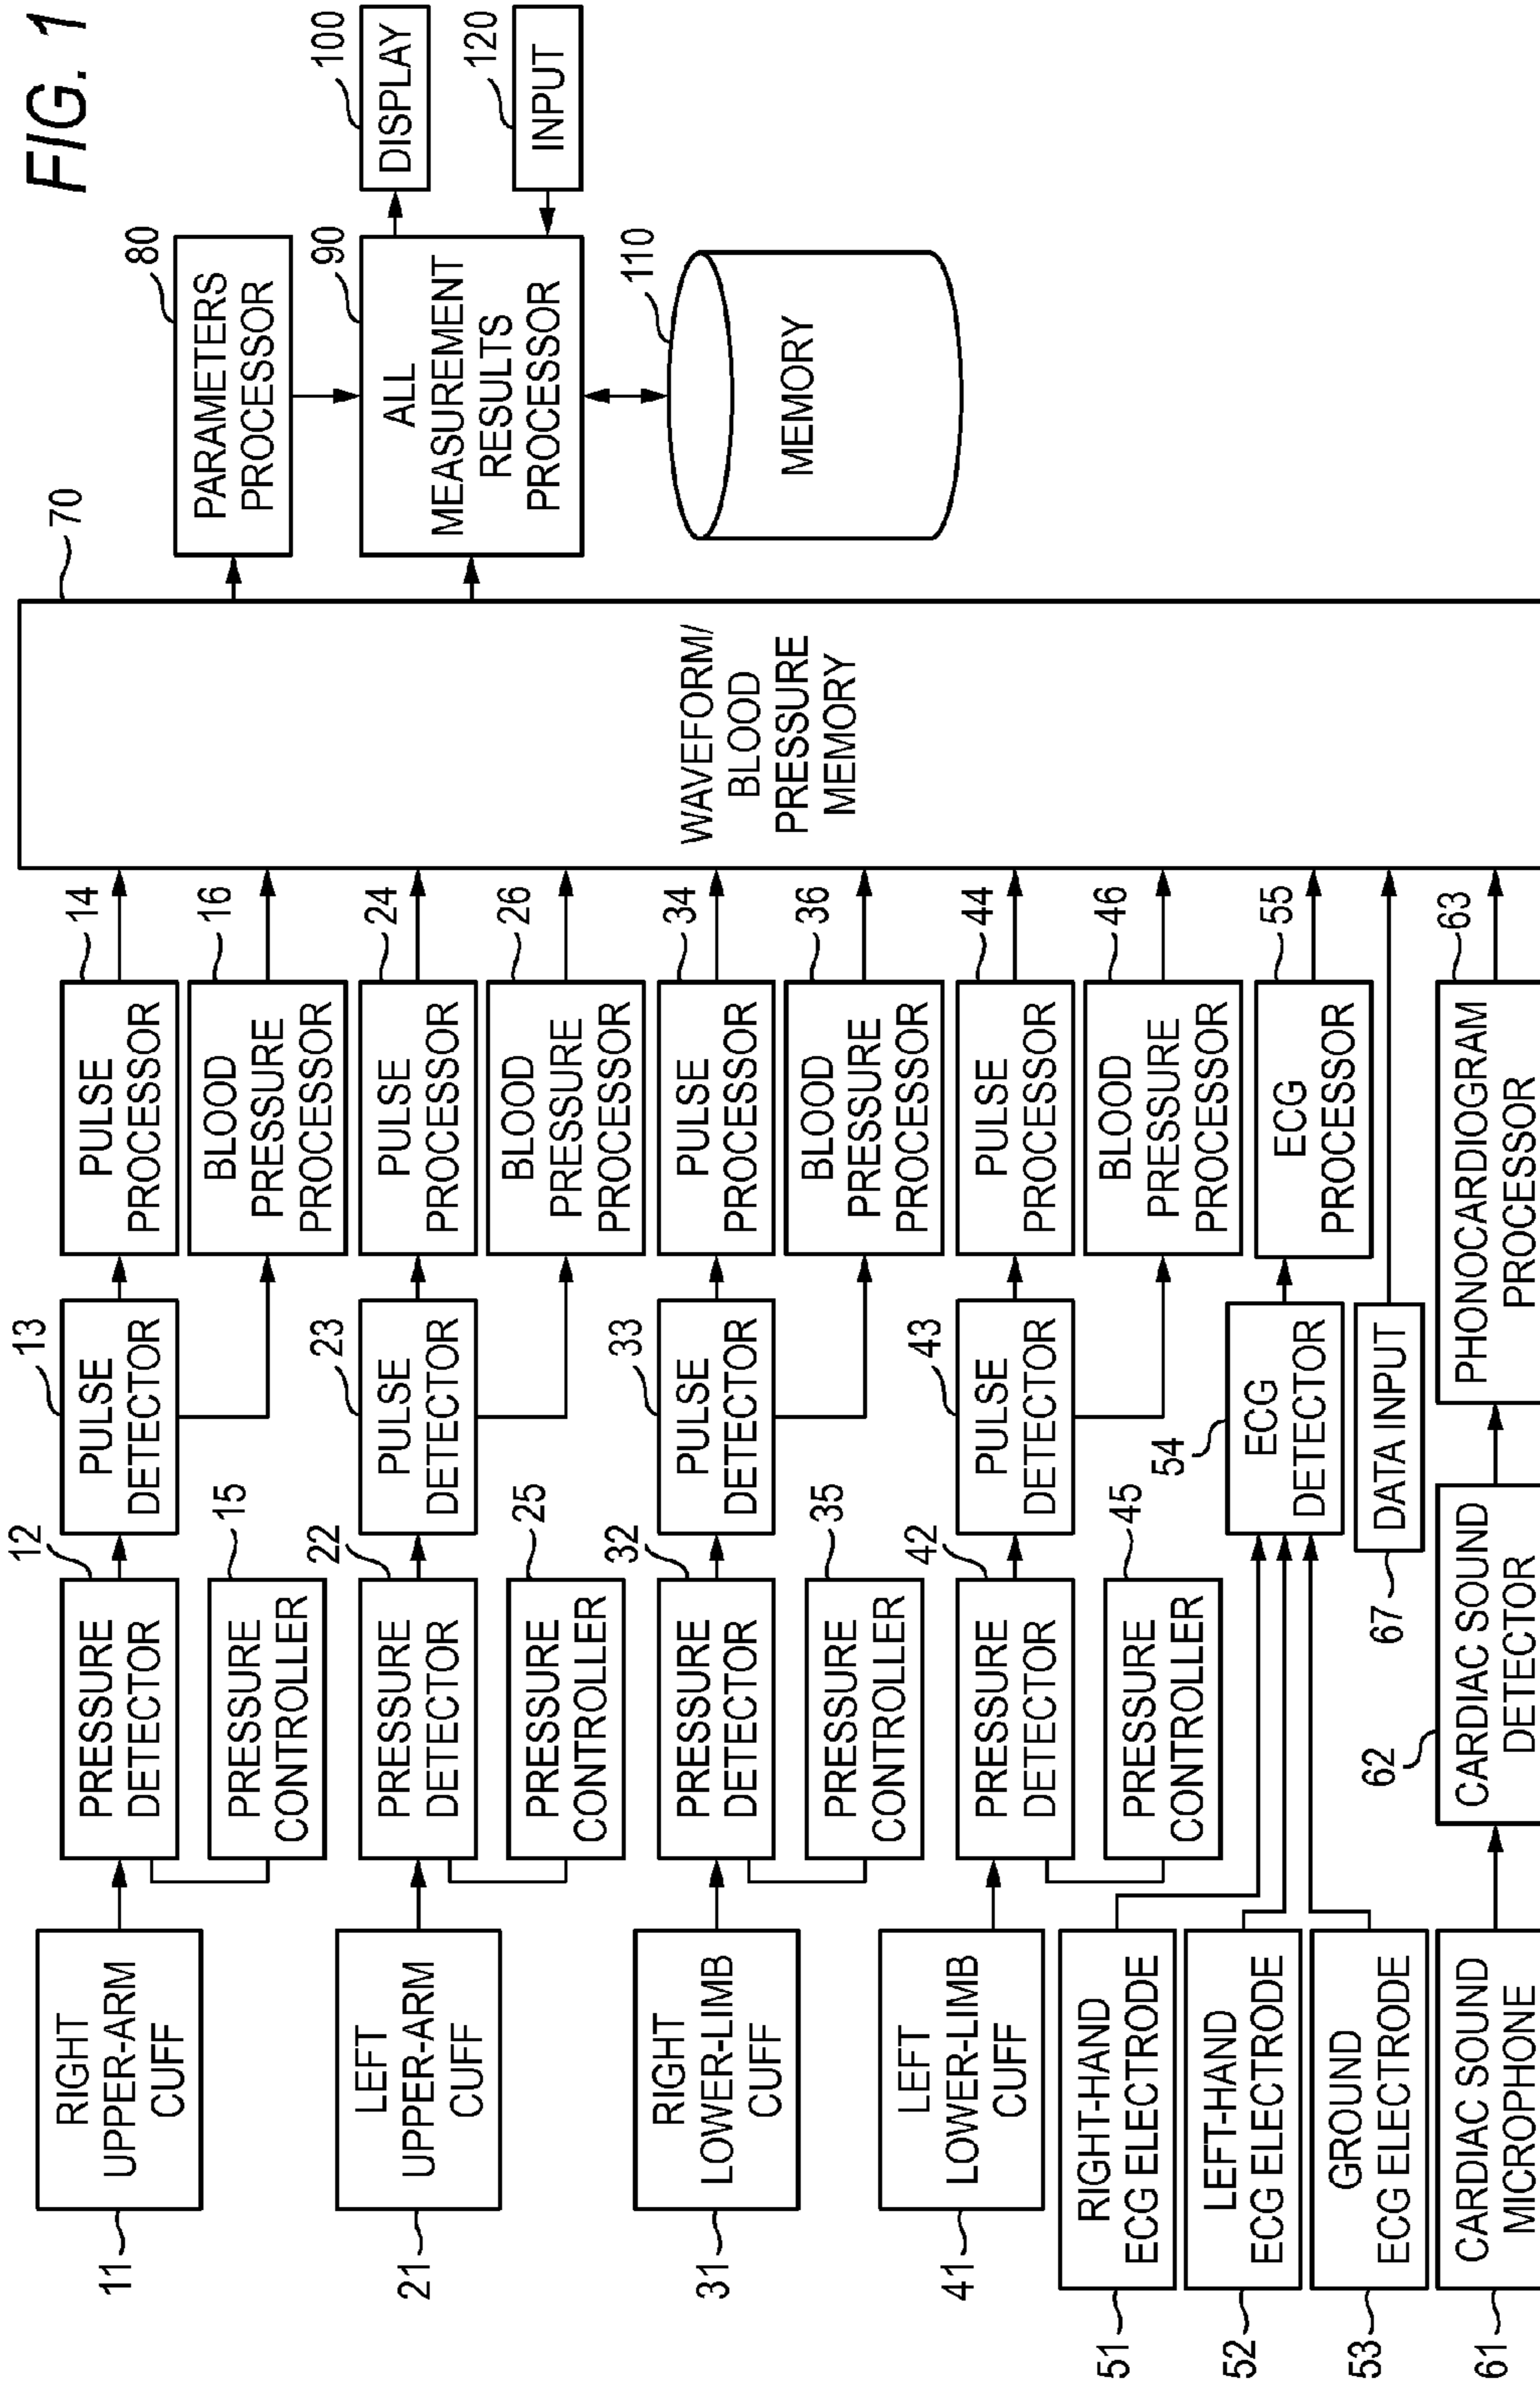 FIG. 1
11
RIGHT
UPPER-ARM
CUFF
12
PRESSURE
DETECTOR
15
PRESSURE
CONTROLLER
13
PULSE
DETECTOR
14
PULSE
PROCESSOR
16
BLOOD
PRESSURE
PROCESSOR
21
LEFT
UPPER-ARM
CUFF
22
PRESSURE
DETECTOR
25
PRESSURE
CONTROLLER
23
PULSE
DETECTOR
24
PULSE
PROCESSOR
26
BLOOD
PRESSURE
PROCESSOR
31
RIGHT
LOWER-LIMB
CUFF
32
PRESSURE
DETECTOR
35
PRESSURE
CONTROLLER
33
PULSE
DETECTOR
34
PULSE
PROCESSOR
36
BLOOD
PRESSURE
PROCESSOR
41
LEFT
LOWER-LIMB
CUFF
42
PRESSURE
DETECTOR
45
PRESSURE
CONTROLLER
43
PULSE
DETECTOR
44
PULSE
PROCESSOR
46
BLOOD
PRESSURE
PROCESSOR
51
RIGHT-HAND
ECG ELECTRODE
52
LEFT-HAND
ECG ELECTRODE
53
GROUND
ECG ELECTRODE
54
ECG
DETECTOR
55
ECG
PROCESSOR
67
DATA INPUT
61
CARDIAC SOUND
MICROPHONE
62
CARDIAC SOUND
DETECTOR
63
PHONOCARDIOGRAM
PROCESSOR
70
WAVEFORM/
BLOOD
PRESSURE
MEMORY
80
PARAMETERS
PROCESSOR
90
ALL
MEASUREMENT
RESULTS
PROCESSOR
100
DISPLAY
120
INPUT
110
MEMORY